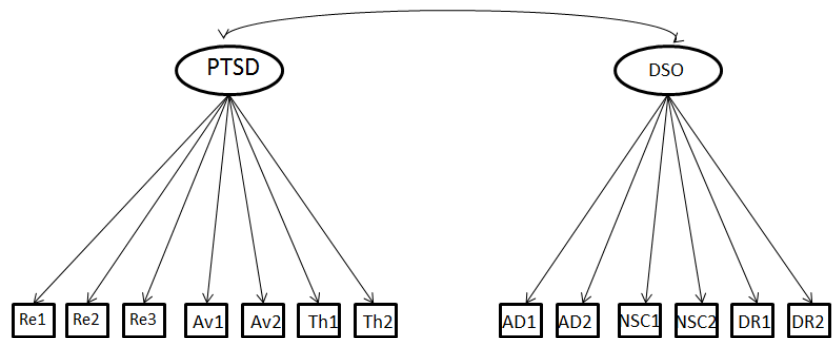 PTSD
DSO
Re1 Re2 Re3 Av1 Av2 Th1 Th2 AD1 AD2 NSC1 NSC2 DR1 DR2